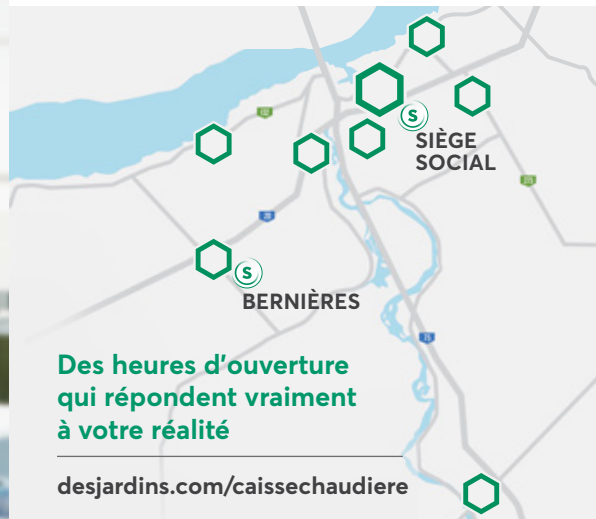 S
SIÈGE
SOCIAL
S
BERNIÈRES
Des heures d'ouverture
qui répondent vraiment
à votre réalité
desjardins.com/caissechaudiere